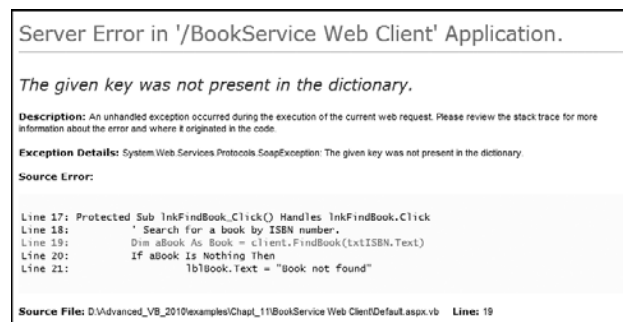 Server Error in '/BookService Web Client' Application.
The given key was not present in the dictionary.
Description: An unhandled exception occurred during the execution of the current web request. Please review the stack trace for more
information about the error and where it originated in the code.
Exception Details: System.Web.Services.Protocols.SoapException: The given key was not present in the dictionary.
Source Error:
Line 17: Protected Sub lnkFindBook_Click() Handles lnkFindBook.Click
Line 18: ' Search for a book by ISBN number.
Line 19: Dim aBook As Book = client.FindBook(txtISBN.Text)
Line 20: If aBook Is Nothing Then
Line 21: lblBook.Text = "Book not found"
Source File: D:\Advanced_VB_2010\examples\Chapt_11\BookService Web Client\Default.aspx.vb Line: 19